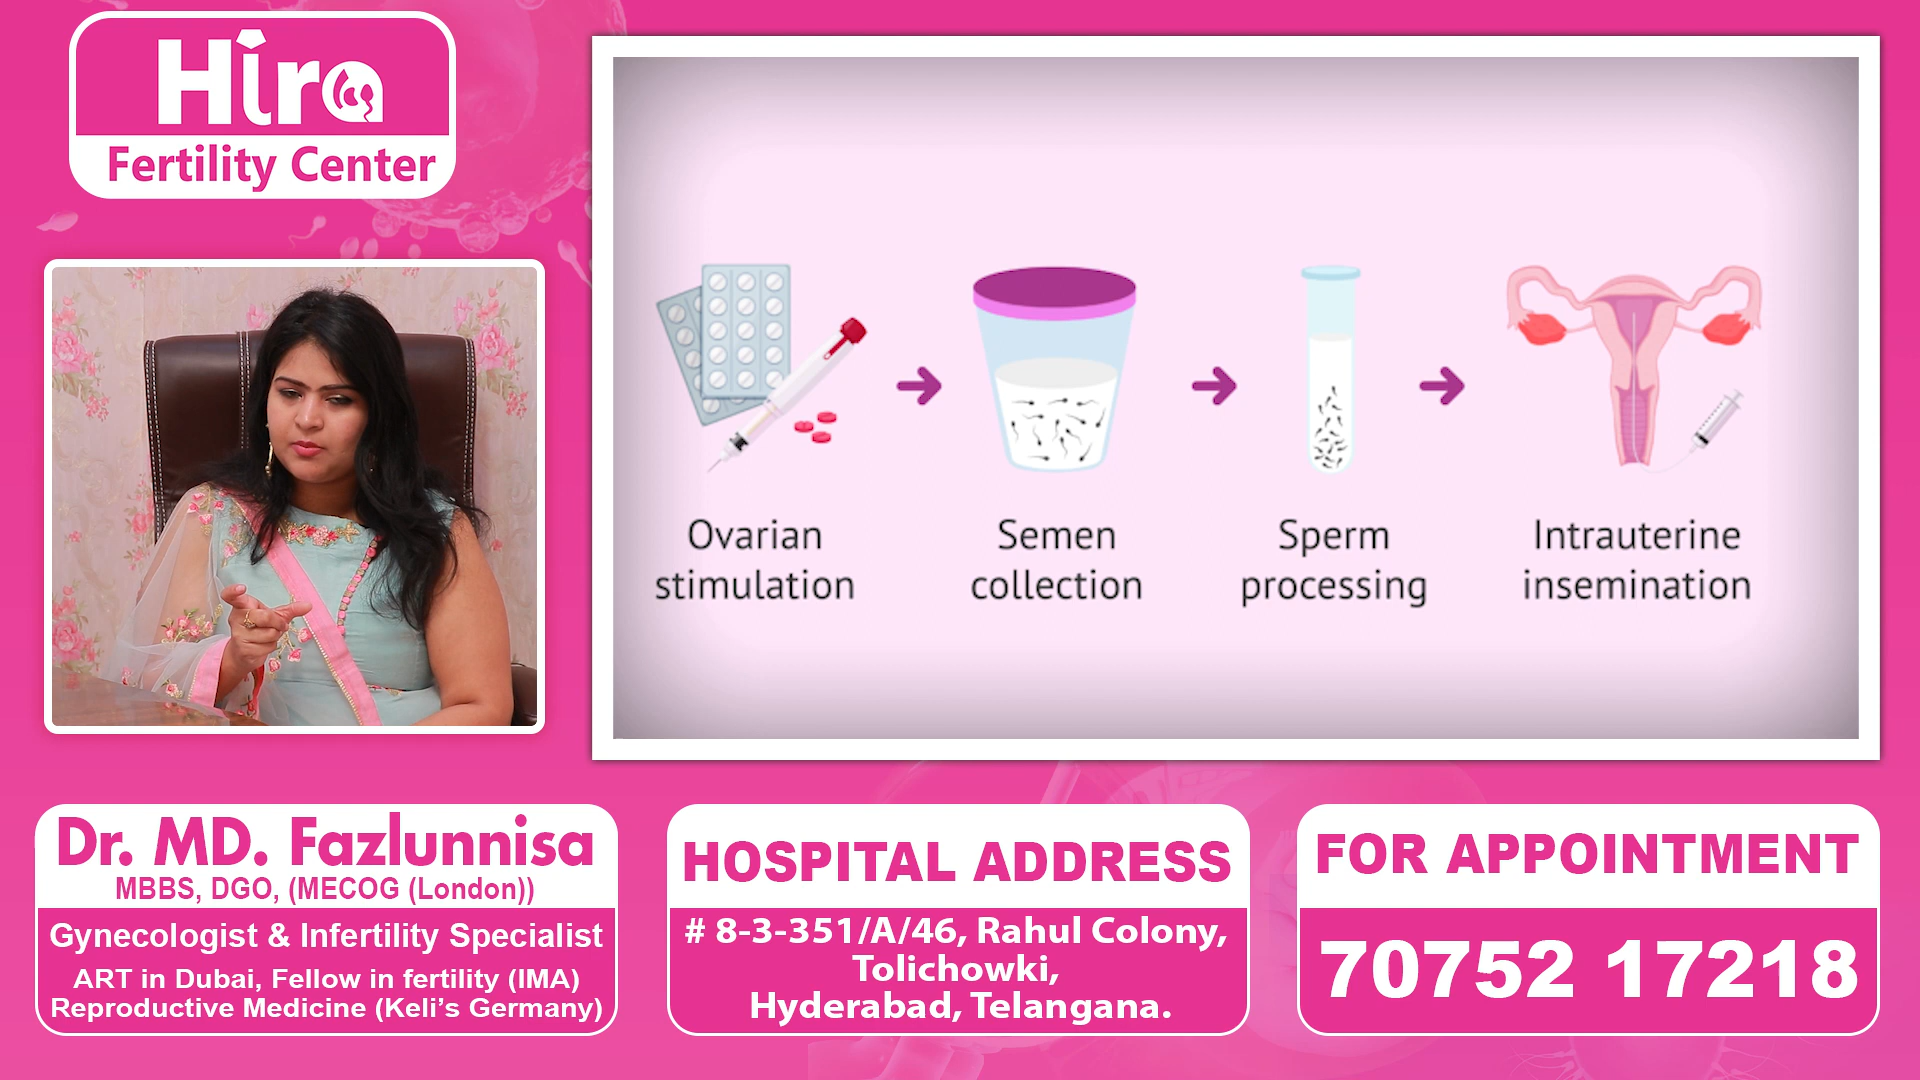 Hira
Fertility Center
Ovarian
stimulation
Semen
collection
Sperm
processing
Intrauterine
insemination
Dr. MD. Fazlunnisa
MBBS, DGO, (MECOG (London))
Gynecologist & Infertility Specialist
ART in Dubai, Fellow in fertility (IMA)
Reproductive Medicine (Keli's Germany)
HOSPITAL ADDRESS
# 8-3-351/A/46, Rahul Colony,
Tolichowki,
Hyderabad, Telangana.
FOR APPOINTMENT
70752 17218